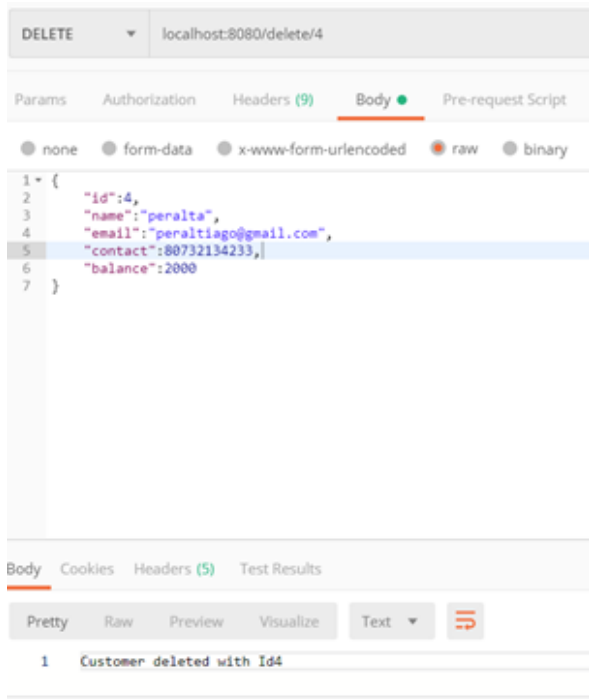 DELETE localhost:8080/delete/4
Params Authorization Headers (9) Body Pre-request Script
none form-data x-www-form-urlencoded raw binary
1 {
2 "id":4,
3 "name":"peralta",
4 "email":"peraltiago@gmail.com",
5 "contact":80732134233,
6 "balance":2000
7 }
Body Cookies Headers (5) Test Results
Pretty Raw Preview Visualize Text
1 Customer deleted with Id4